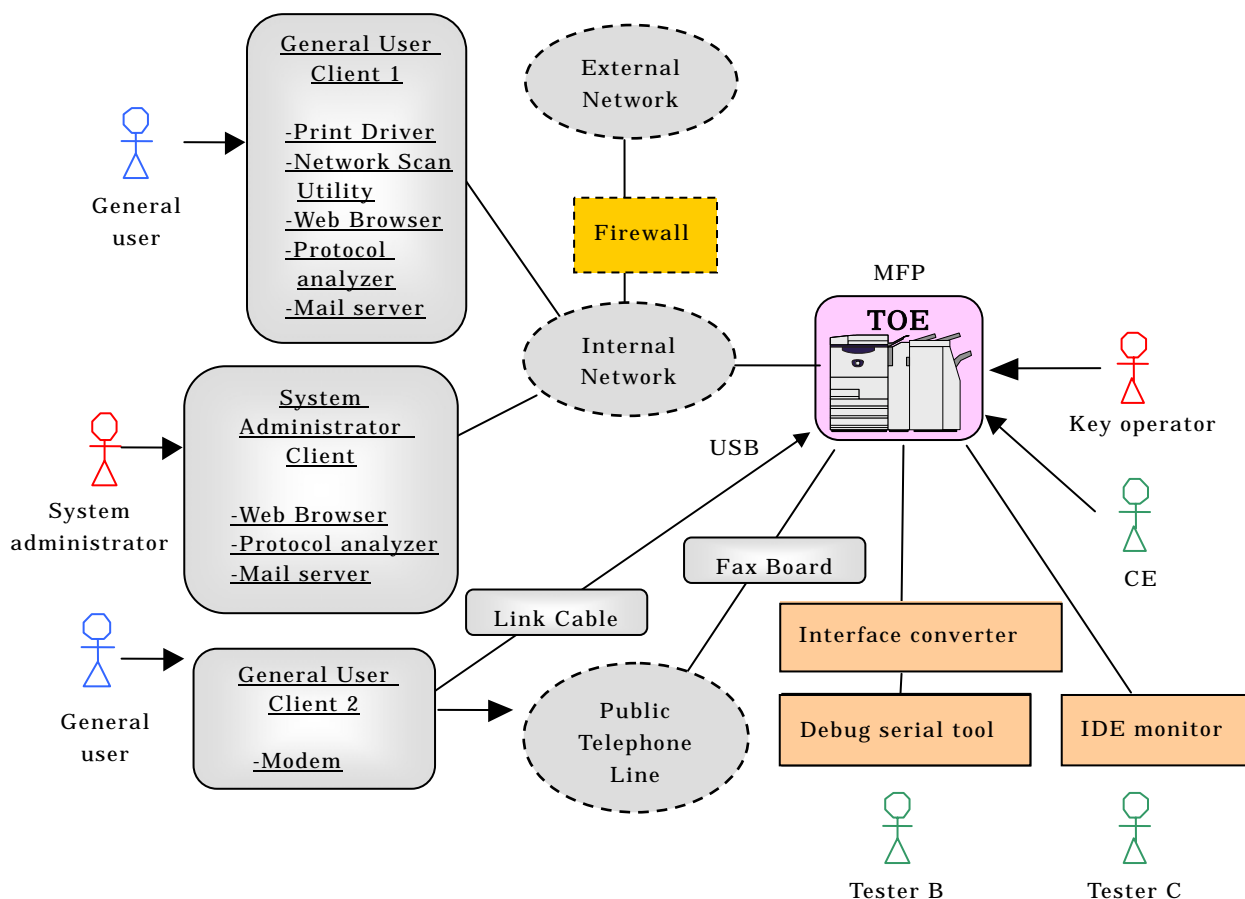 General User
Client 1
-Print Driver
-Network Scan
Utility
-Web Browser
-Protocol
analyzer
-Mail server
General
user
External
Network
Firewall
Internal
Network
MFP
TOE
Key operator
CE
System
Administrator
Client
-Web Browser
-Protocol analyzer
-Mail server
System
administrator
USB
Fax Board
Link Cable
General User
Client 2
-Modem
General
user
Public
Telephone
Line
Interface converter
Debug serial tool
IDE monitor
Tester B
Tester C